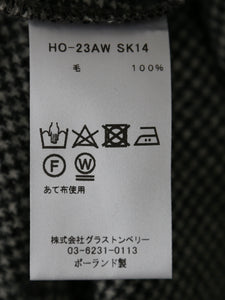 HO-23AW SK14
毛 100%
F W
あて布使用
株式会社グラストンベリー
03-6231-0113
ポーランド製